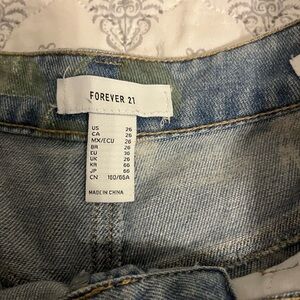 FOREVER 21
US 26
CA 26
MX/ECU 26
BR 36
EU 36
UK 26
KR 66
JP 66
CN 160/66A
MADE IN CHINA